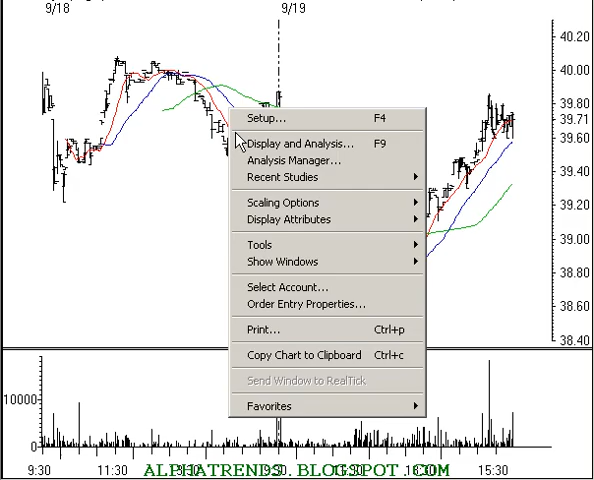 9/18 9/19
40.20
40.00
39.80
39.71
39.60
39.40
39.20
39.00
38.80
38.60
38.40
Setup... F4
Display and Analysis... F9
Analysis Manager...
Recent Studies
Scaling Options
Display Attributes
Tools
Show Windows
Select Account...
Order Entry Properties...
Print... Ctrl+p
Copy Chart to Clipboard Ctrl+c
Send Window to RealTick
Favorites
10000
0
9:30 11:30 9:30 15:30
ALPHATRENDS.BLOGSPOT.COM